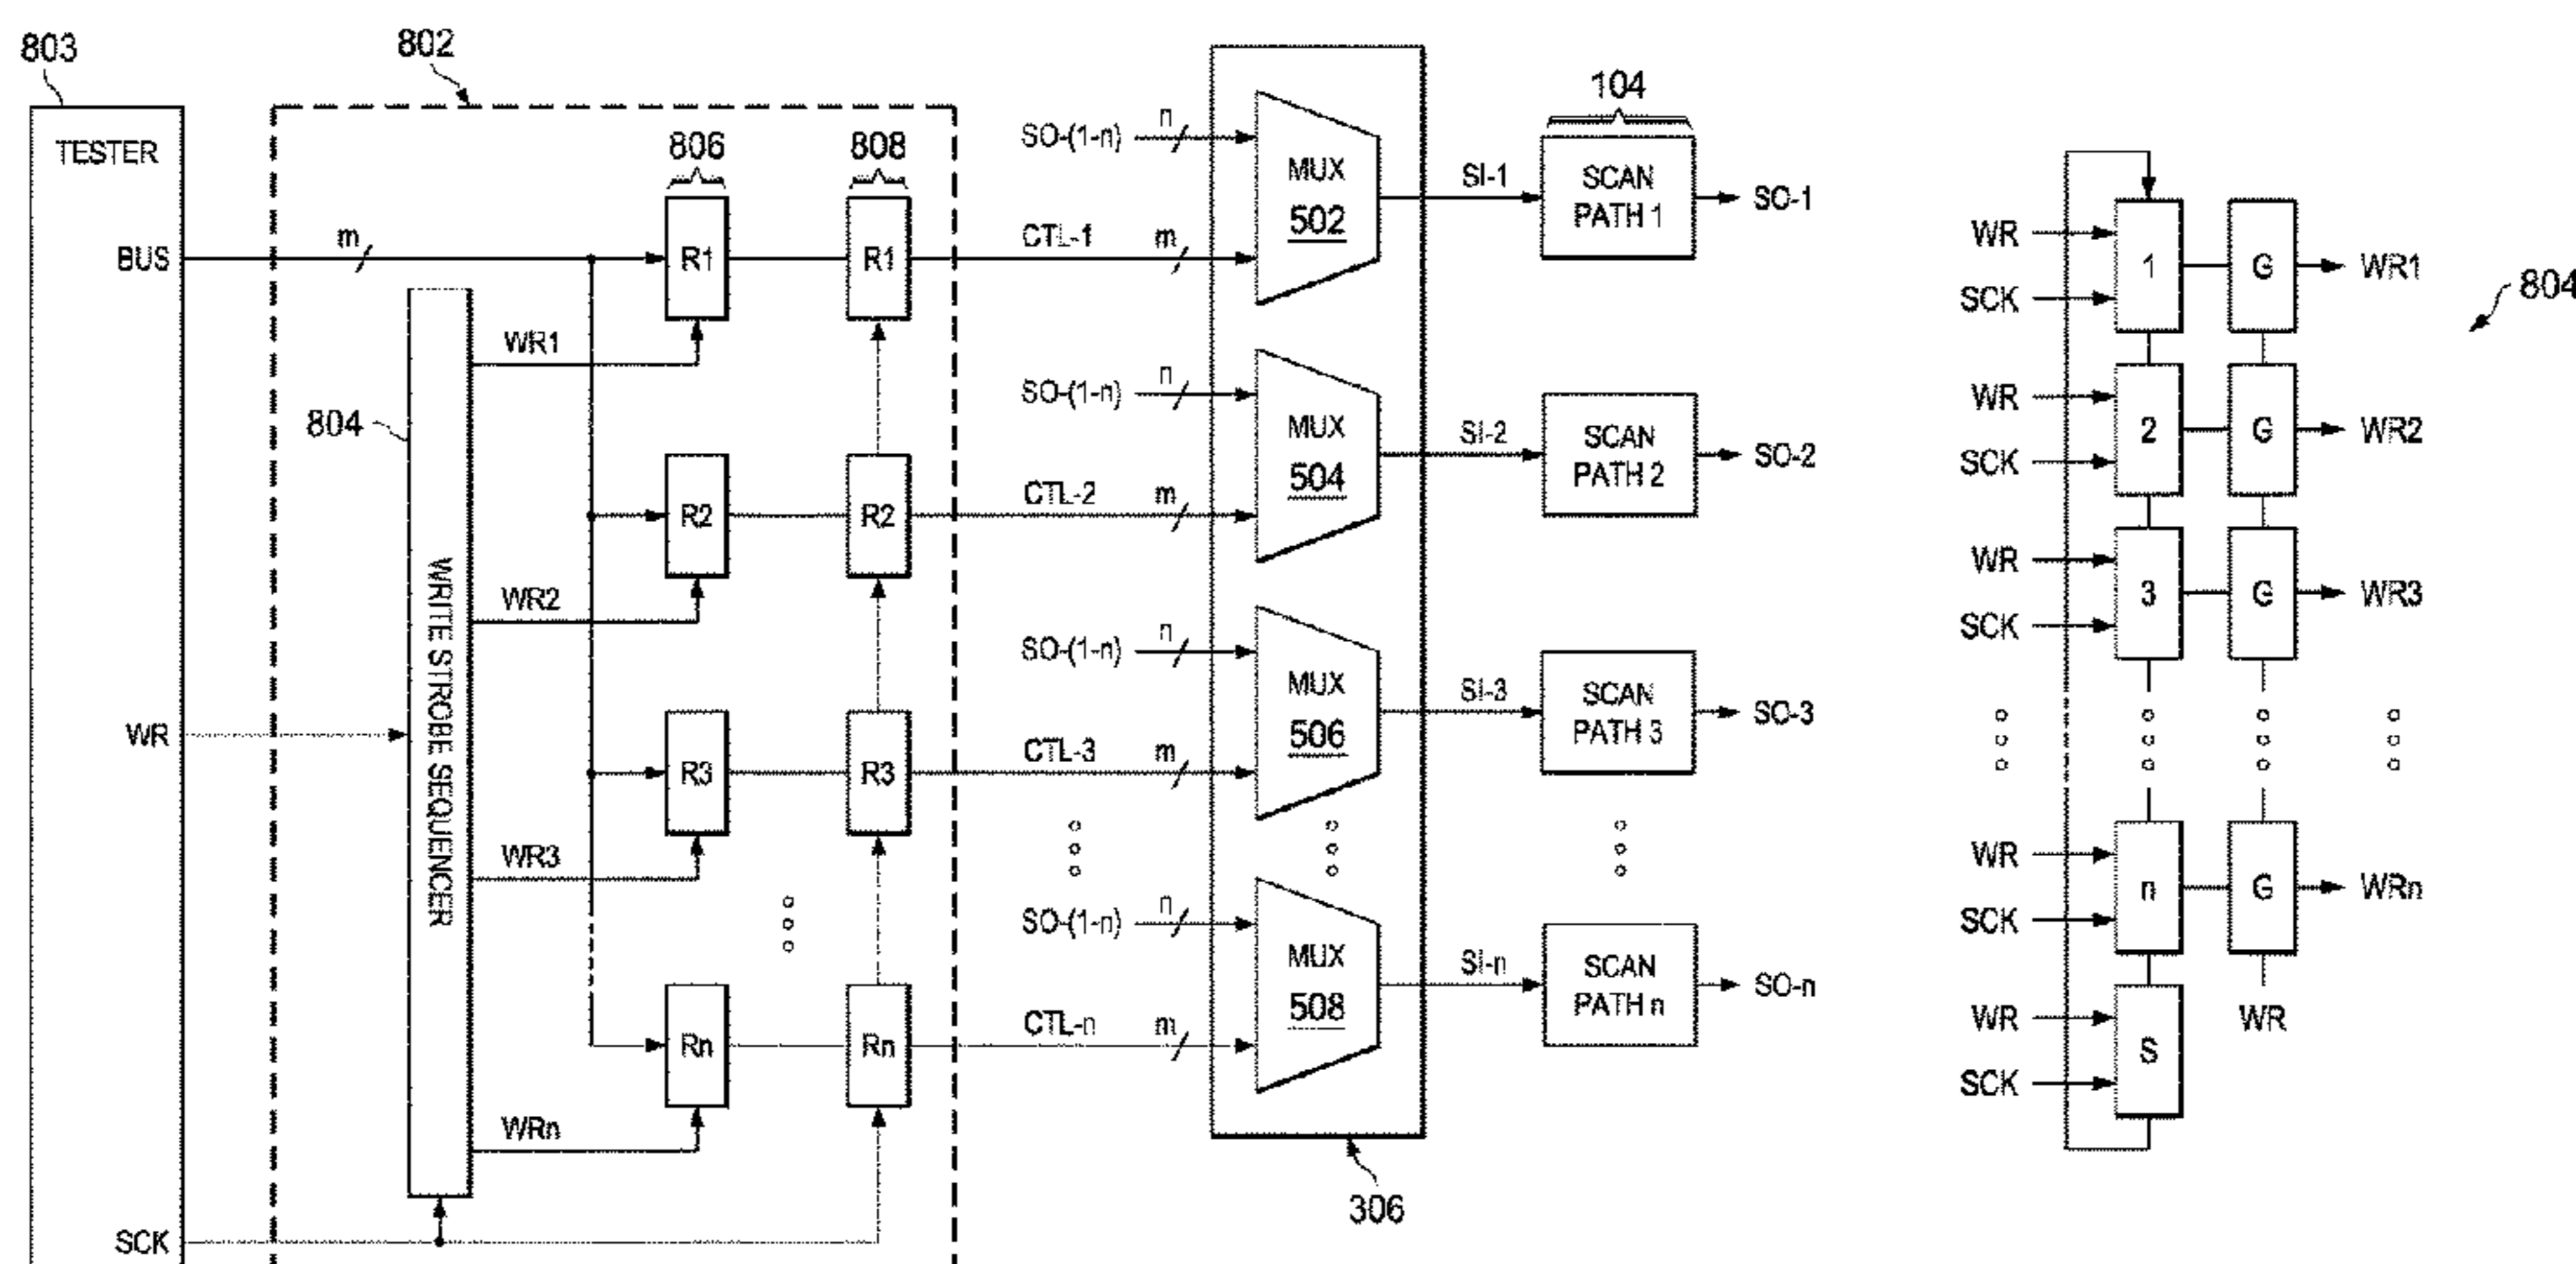 803
802
TESTER
806
808
BUS
m
R1
R1
CTL-1
m
SO-(1-n)
n
MUX
502
SI-1
104
SCAN
PATH 1
SO-1
WR1
804
WRITE STROBE SEQUENCER
R2
R2
CTL-2
m
SO-(1-n)
n
MUX
504
SI-2
SCAN
PATH 2
SO-2
WR2
WR
R3
R3
CTL-3
m
SO-(1-n)
n
MUX
506
SI-3
SCAN
PATH 3
SO-3
WR3
Rn
Rn
CTL-n
m
SO-(1-n)
n
MUX
508
SI-n
SCAN
PATH n
SO-n
WRn
SCK
306
WR
SCK
1
G
WR1
804
WR
SCK
2
G
WR2
WR
SCK
3
G
WR3
WR
SCK
n
G
WRn
WR
SCK
S
WR